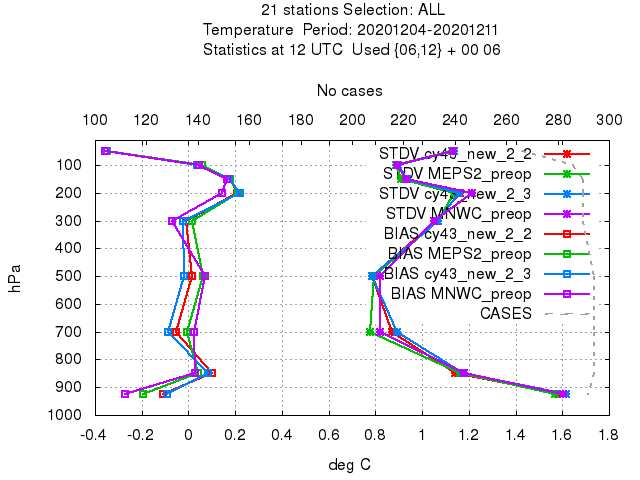 21 stations Selection: ALL
Temperature  Period: 20201204-20201211
Statistics at 12 UTC  Used {06,12} + 00 06
No cases
100 120 140 160 180 200 220 240 260 280 300
STDV cy43_new_2_2
STDV MEPS2_preop
STDV cy43_new_2_3
STDV MNWC_preop
BIAS cy43_new_2_2
BIAS MEPS2_preop
BIAS cy43_new_2_3
BIAS MNWC_preop
CASES
hPa
100
200
300
400
500
600
700
800
900
1000
-0.4 -0.2 0 0.2 0.4 0.6 0.8 1 1.2 1.4 1.6 1.8
deg C